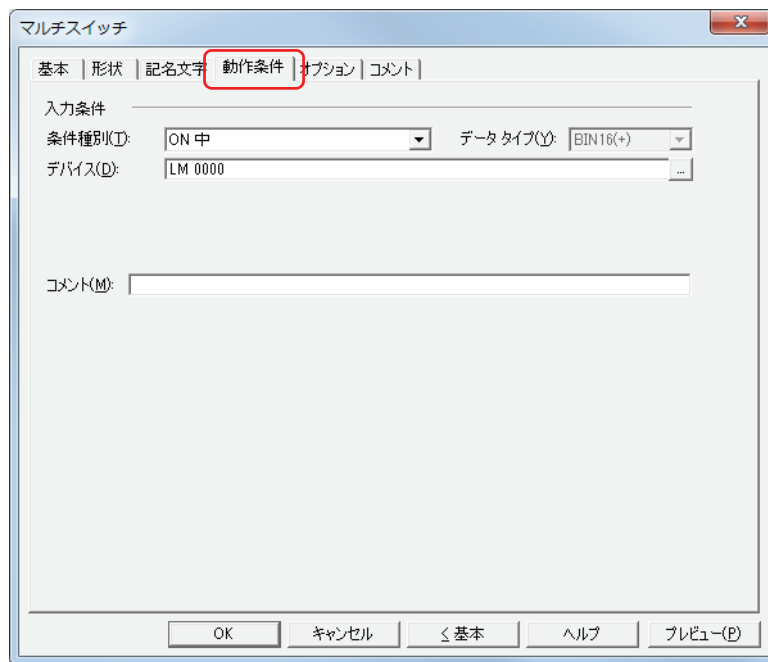 マルチスイッチ
基本 形状 記名文字 動作条件 オプション コメント
入力条件
条件種別(T): ON 中 データ タイプ(Y): BIN16(+)
デバイス(D): LM 0000 ...
コメント(M):
OK キャンセル < 基本 ヘルプ プレビュー(P)